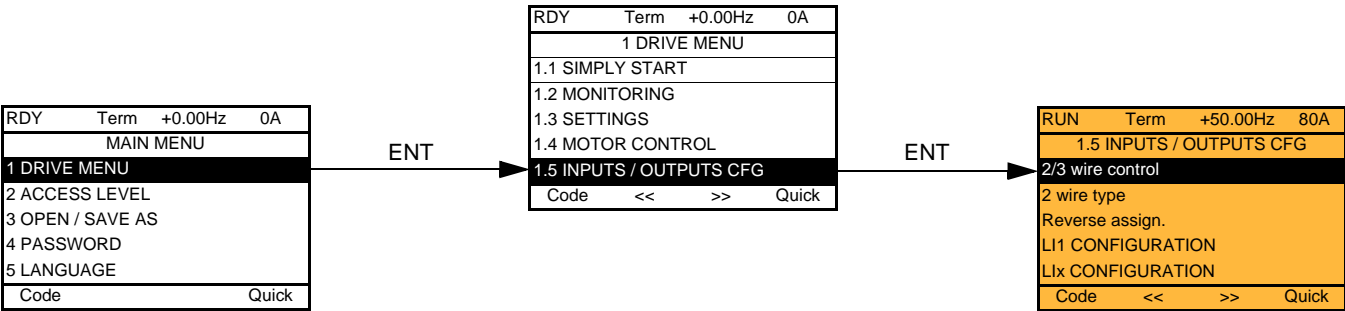 RDY Term +0.00Hz 0A
MAIN MENU
1 DRIVE MENU
2 ACCESS LEVEL
3 OPEN / SAVE AS
4 PASSWORD
5 LANGUAGE
Code Quick
ENT
RDY Term +0.00Hz 0A
1 DRIVE MENU
1.1 SIMPLY START
1.2 MONITORING
1.3 SETTINGS
1.4 MOTOR CONTROL
1.5 INPUTS / OUTPUTS CFG
Code << >> Quick
ENT
RUN Term +50.00Hz 80A
1.5 INPUTS / OUTPUTS CFG
2/3 wire control
2 wire type
Reverse assign.
LI1 CONFIGURATION
LIx CONFIGURATION
Code << >> Quick